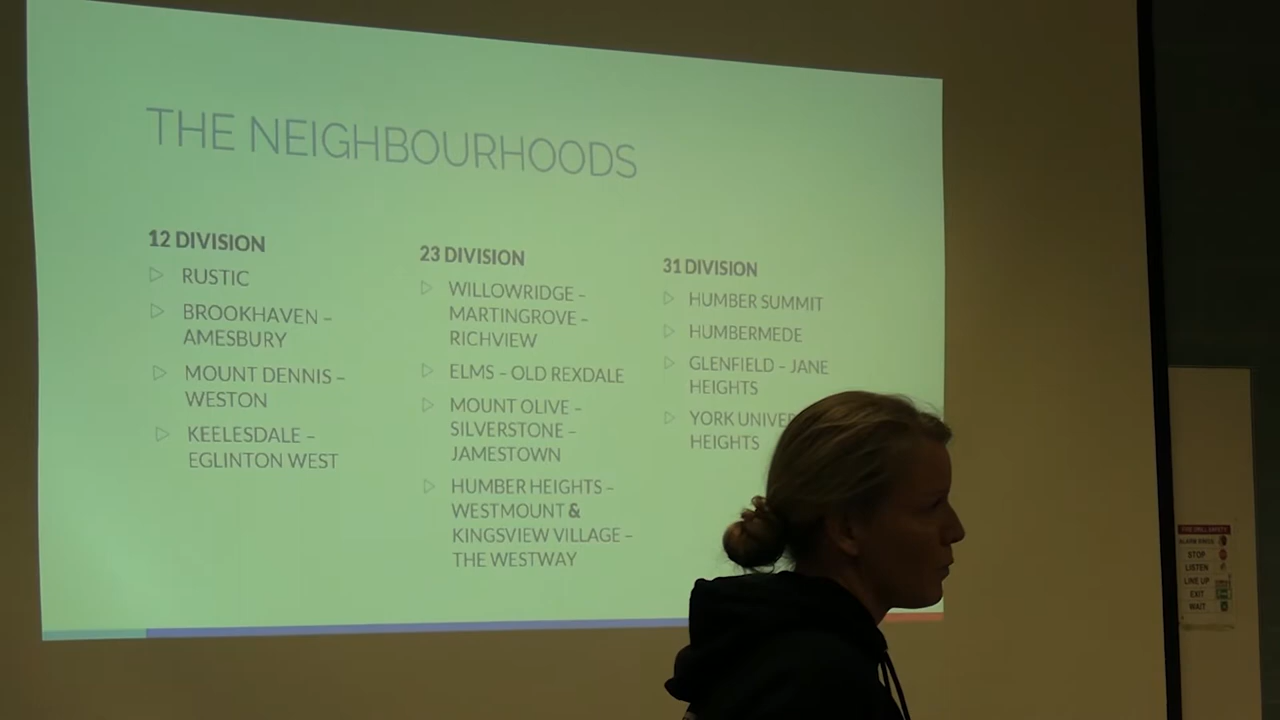 THE NEIGHBOURHOODS
12 DIVISION
RUSTIC
BROOKHAVEN –
AMESBURY
MOUNT DENNIS –
WESTON
KEELESDALE –
EGLINTON WEST
23 DIVISION
WILLOWRIDGE –
MARTINGROVE –
RICHVIEW
ELMS – OLD REXDALE
MOUNT OLIVE –
SILVERSTONE –
JAMESTOWN
HUMBER HEIGHTS –
WESTMOUNT &
KINGSVIEW VILLAGE –
THE WESTWAY
31 DIVISION
HUMBER SUMMIT
HUMBERMEDE
GLENFIELD – JANE
HEIGHTS
YORK
HEIGHTS
STOP
LISTEN
LINE UP
EXIT
WAIT